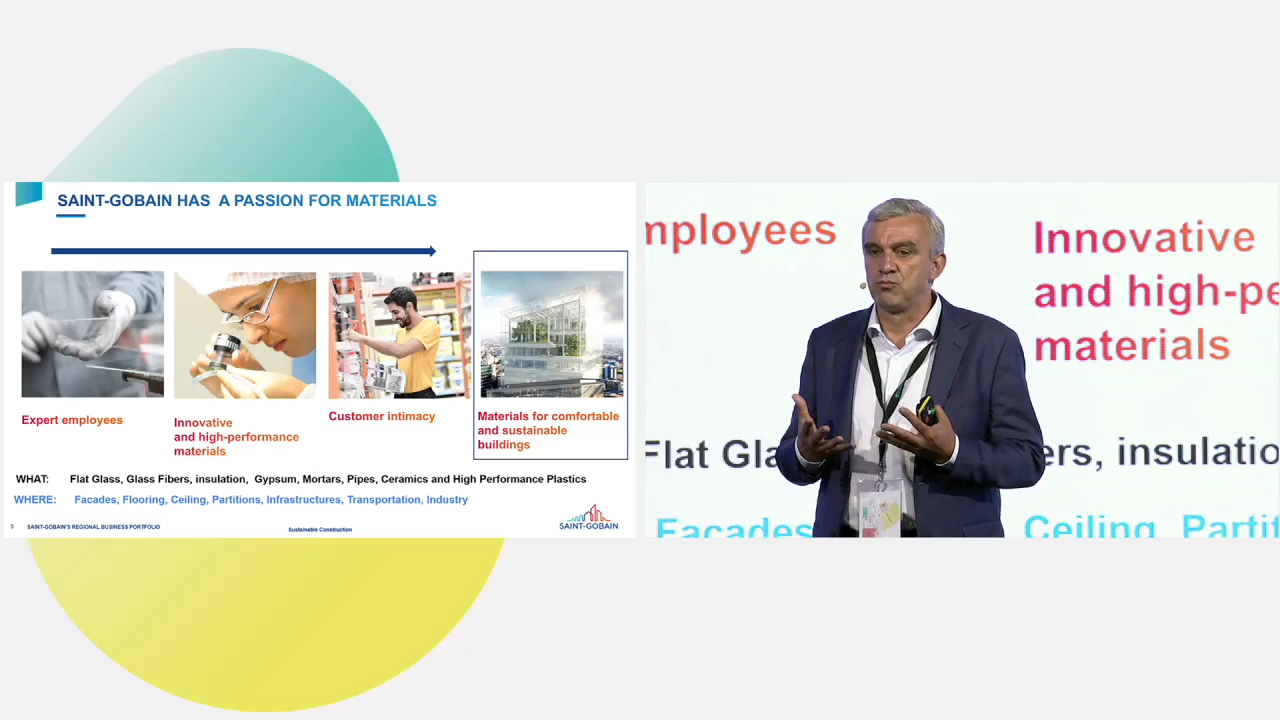 SAINT-GOBAIN HAS A PASSION FOR MATERIALS
Expert employees
Innovative
and high-performance
materials
Customer intimacy
Materials for comfortable
and sustainable
buildings
WHAT: Flat Glass, Glass Fibers, insulation, Gypsum, Mortars, Pipes, Ceramics and High Performance Plastics
WHERE: Facades, Flooring, Ceiling, Partitions, Infrastructures, Transportation, Industry
3 SAINT-GOBAIN'S REGIONAL BUSINESS PORTFOLIO
Sustainable Construction
SAINT-GOBAIN
mployees
Innovative
and high-pe
materials
Flat Gla
ers, insulatio
Facades
Ceiling, Partit